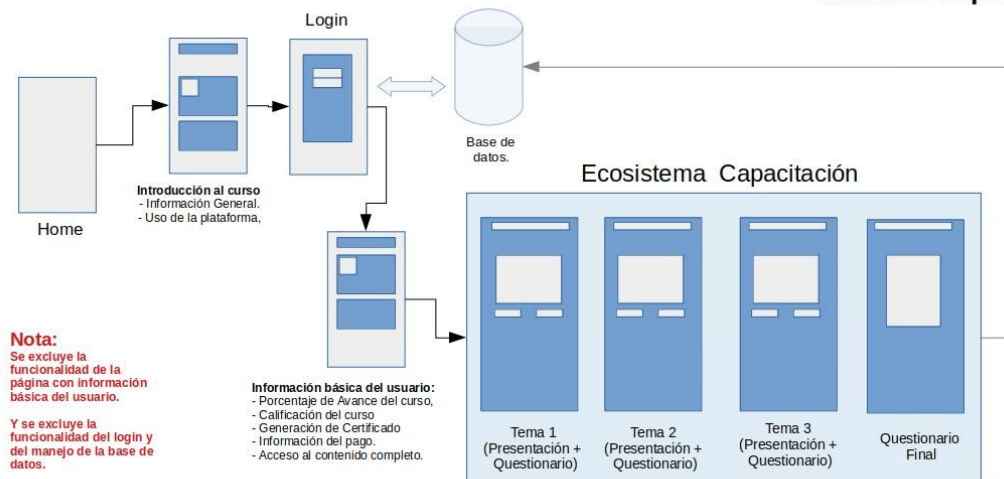 Login
Base de
datos.
Introducción al curso
- Información General.
- Uso de la plataforma,
Home
Ecosistema Capacitación
Nota:
Se excluye la
funcionalidad de la
página con información
básica del usuario.
Y se excluye la
funcionalidad del login y
del manejo de la base de
datos.
Información básica del usuario:
- Porcentaje de Avance del curso,
- Calificación del curso
- Generación de Certificado
- Información del pago.
- Acceso al contenido completo.
Tema 1
(Presentación +
Questionario)
Tema 2
(Presentación +
Questionario)
Tema 3
(Presentación +
Questionario)
Questionario
Final